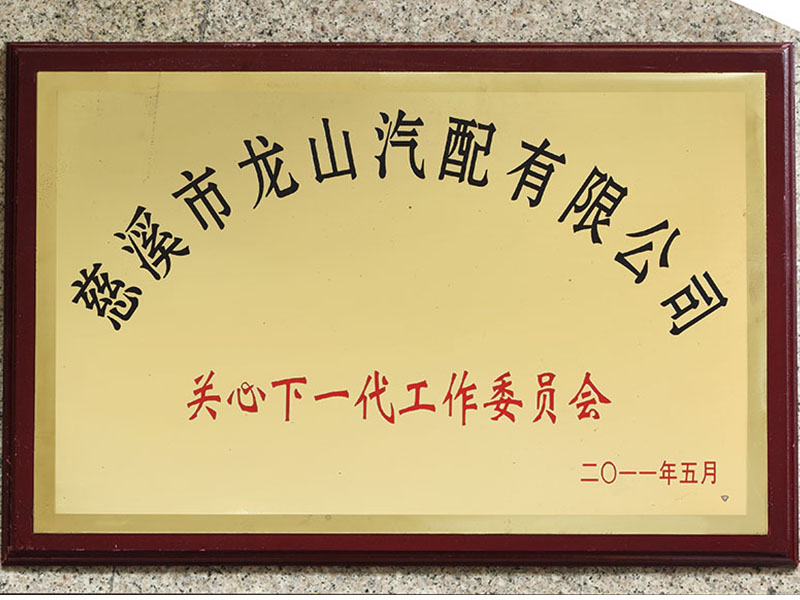 慈溪市龙山汽配有限公司
关心下一代工作委员会
二〇一一年五月